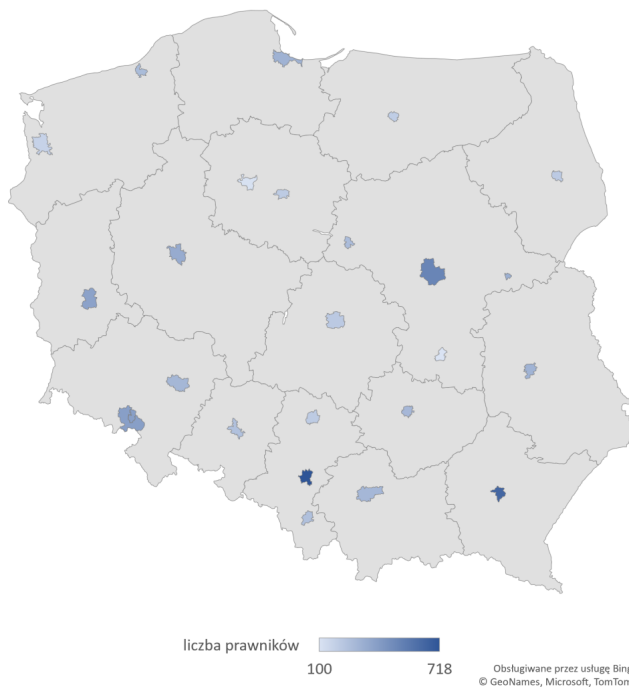 liczba prawników
100 718
Obsługiwane przez usługę Bing
© GeoNames, Microsoft, TomTom